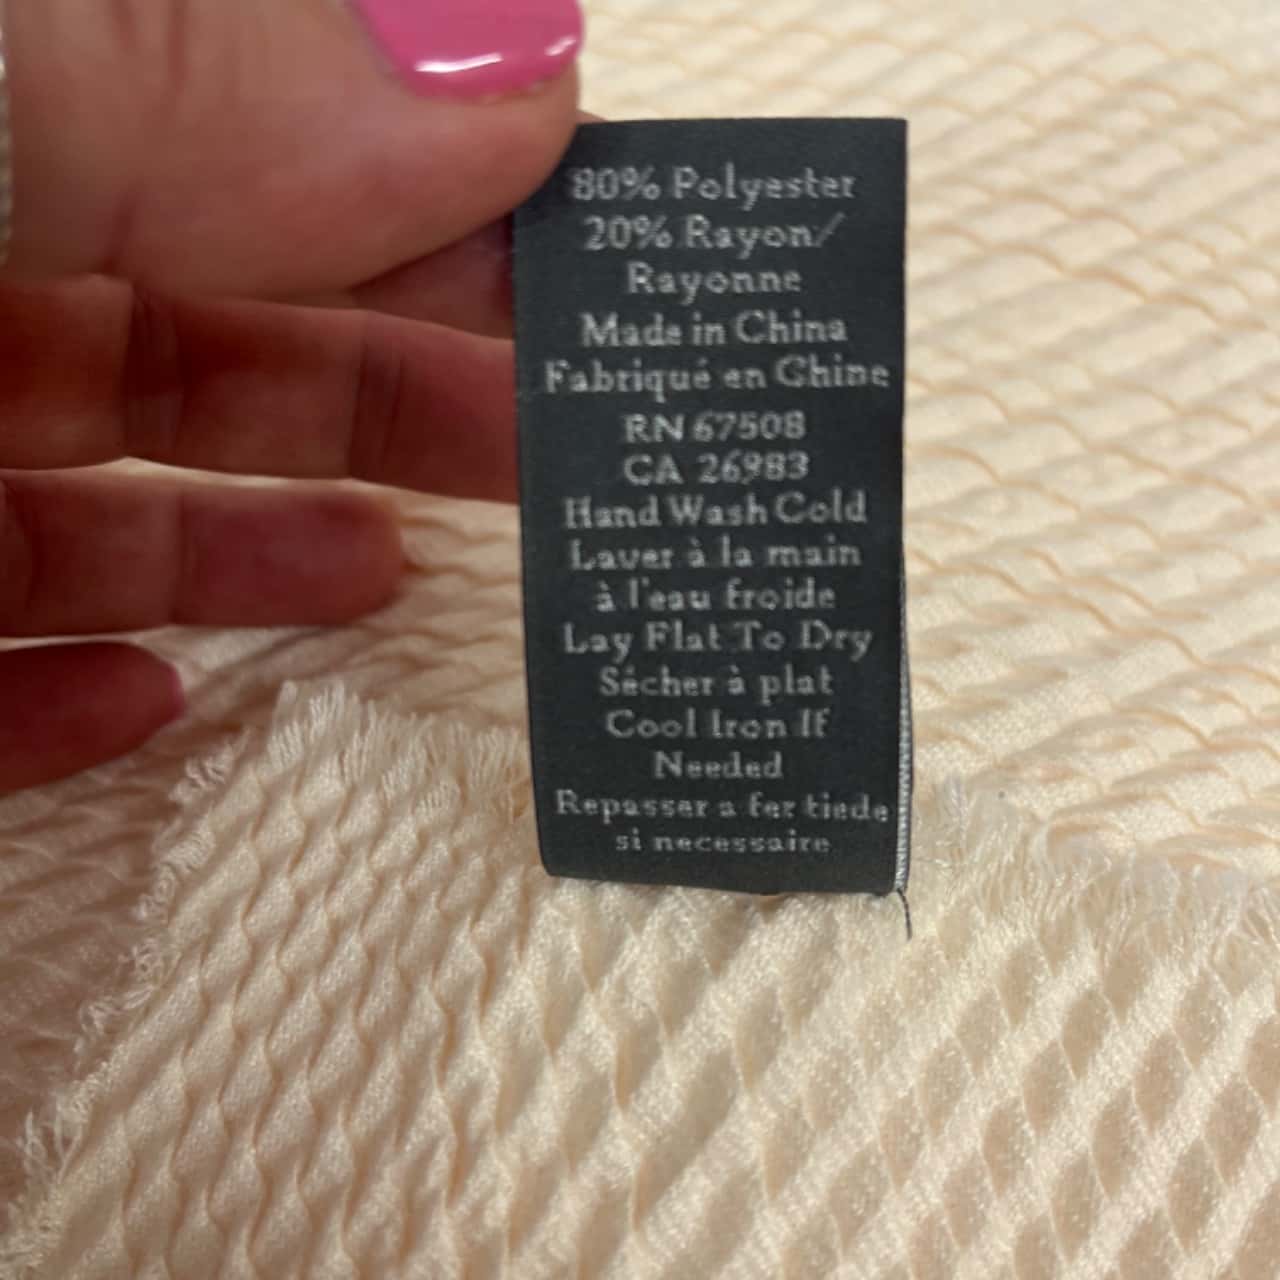 80% Polyester
20% Rayon/
Rayonne
Made in China
Fabriqué en Chine
RN 67508
CA 26983
Hand Wash Cold
Laver à la main
à l'eau froide
Lay Flat To Dry
Sécher à plat
Cool Iron If
Needed
Repasser a fer tiede
si necessaire